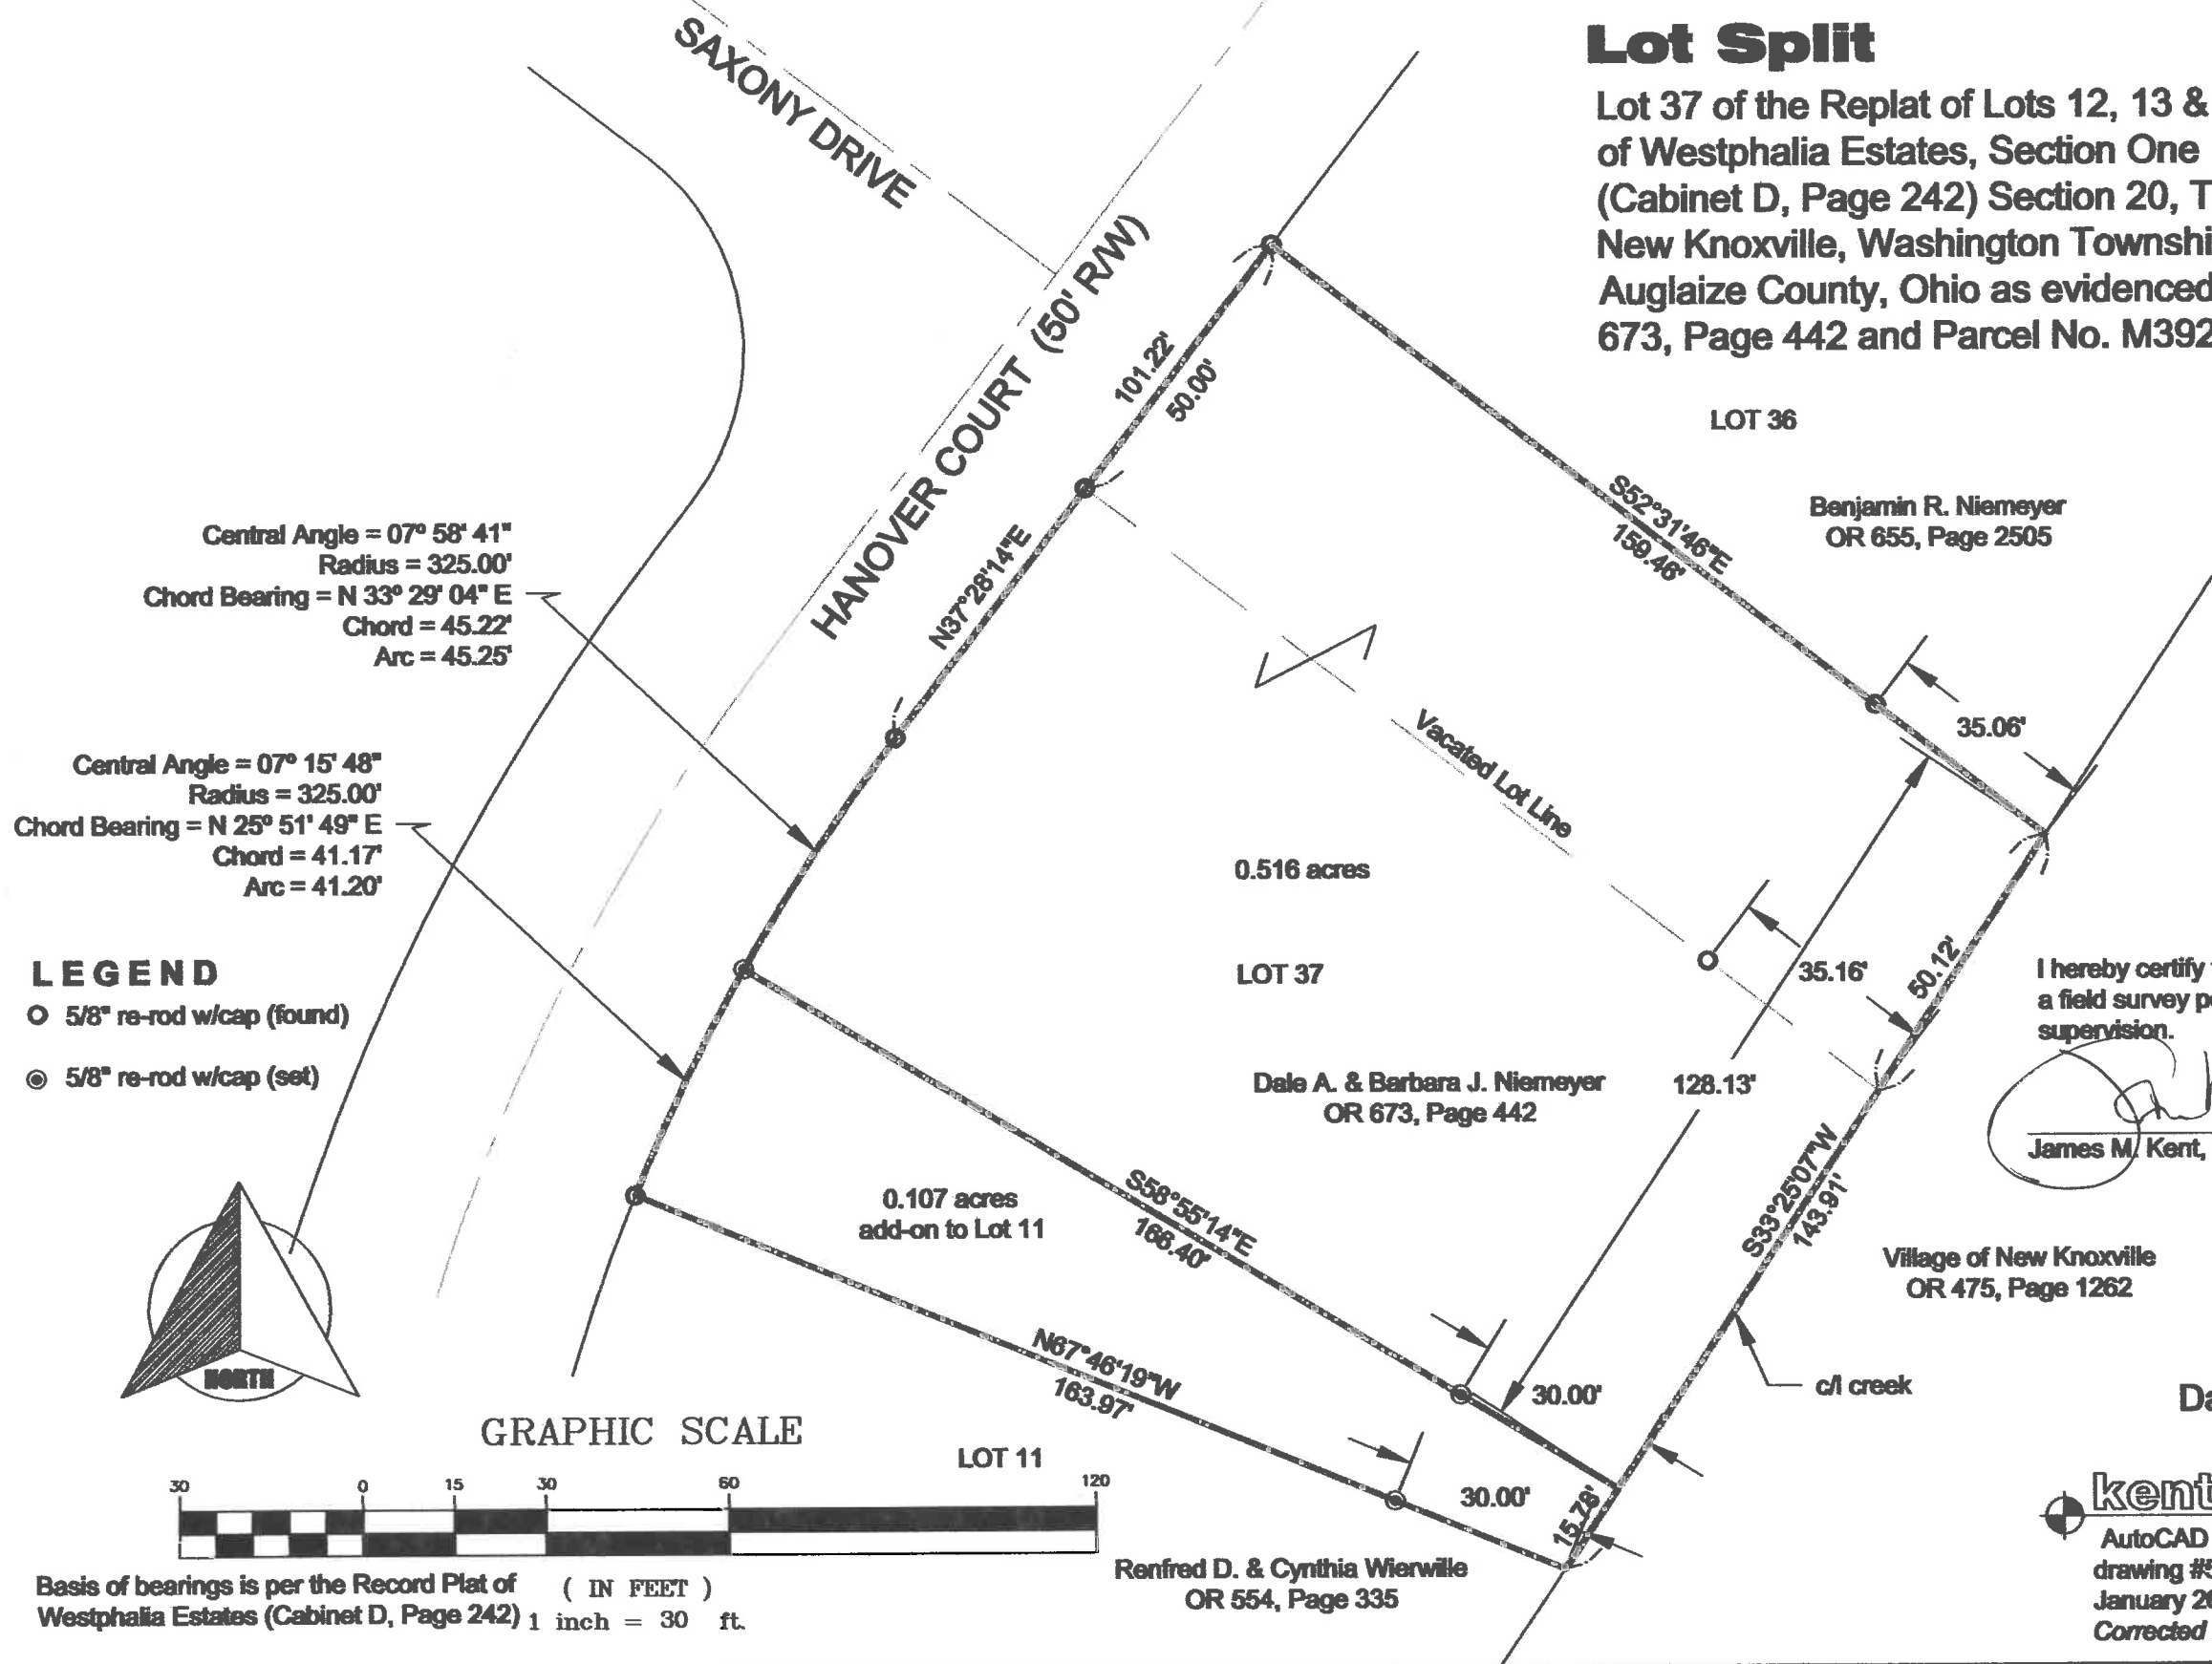 Lot Split
Lot 37 of the Replat of Lots 12, 13 &
of Westphalia Estates, Section One
(Cabinet D, Page 242) Section 20, T
New Knoxville, Washington Townshi
Auglaize County, Ohio as evidenced
673, Page 442 and Parcel No. M392
SAXONY DRIVE
HANOVER COURT (50' R/W)
101.22'
50.00'
N37°28'14"E
LOT 36
Benjamin R. Niemeyer
OR 655, Page 2505
S52°31'46"E
159.46'
35.06'
Central Angle = 07° 58' 41"
Radius = 325.00'
Chord Bearing = N 33° 29' 04" E
Chord = 45.22'
Arc = 45.25'
Central Angle = 07° 15' 48"
Radius = 325.00'
Chord Bearing = N 25° 51' 49" E
Chord = 41.17'
Arc = 41.20'
Vacated Lot Line
0.516 acres
LOT 37
35.16'
50.12'
Dale A. & Barbara J. Niemeyer
OR 673, Page 442
128.13'
LEGEND
5/8" re-rod w/cap (found)
5/8" re-rod w/cap (set)
I hereby certify
a field survey
supervision.
James M. Kent,
S33°25'07"W
143.91'
Village of New Knoxville
OR 475, Page 1262
c/l creek
0.107 acres
add-on to Lot 11
S58°55'14"E
166.40'
N67°46'19"W
163.97'
30.00'
30.00'
15.78'
NORTH
GRAPHIC SCALE
LOT 11
30 0 15 30 60 120
( IN FEET )
1 inch = 30 ft.
Basis of bearings is per the Record Plat of
Westphalia Estates (Cabinet D, Page 242)
Renfred D. & Cynthia Wierwille
OR 554, Page 335
Da
kent
AutoCAD
drawing #5
January 26
Corrected